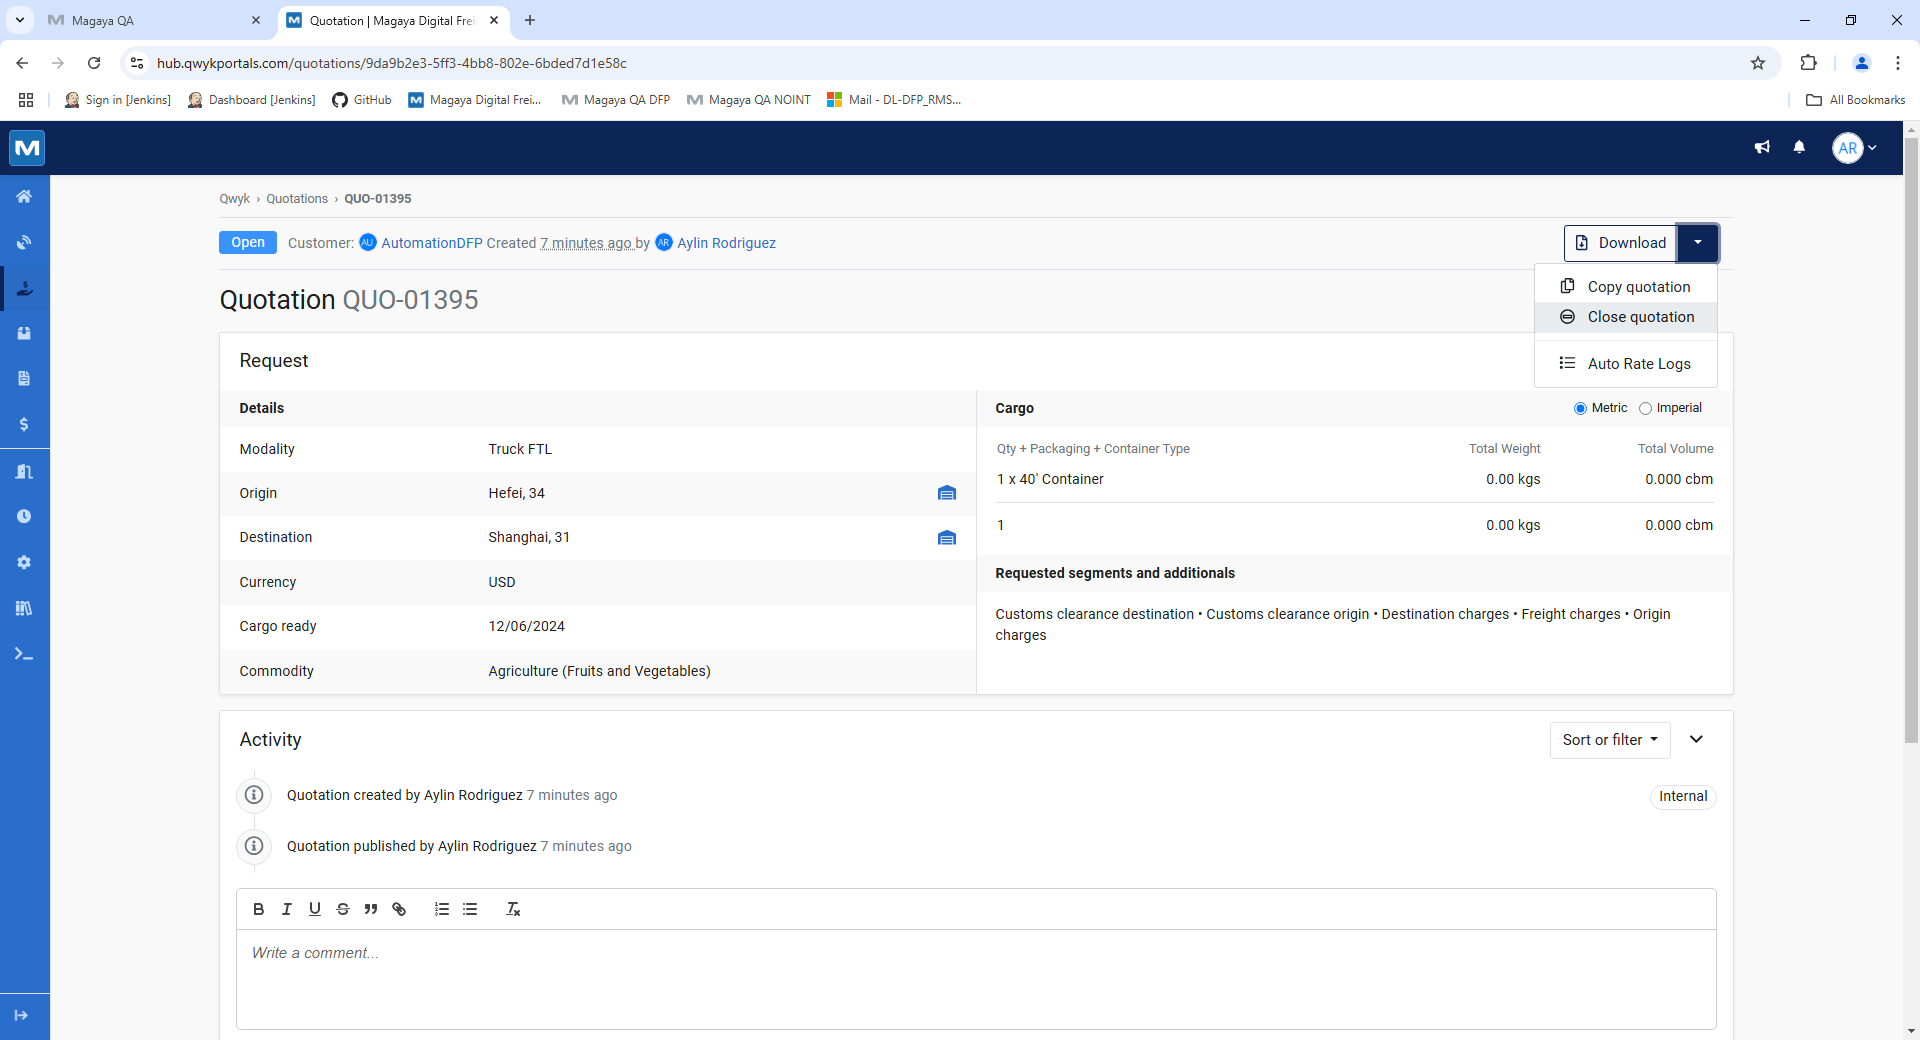 Magaya QA
Quotation | Magaya Digital Frei
hub.qwykportals.com/quotations/9da9b2e3-5ff3-4bb8-802e-6bded7d1e58c
Sign in [Jenkins]
Dashboard [Jenkins]
GitHub
Magaya Digital Frei...
Magaya QA DFP
Magaya QA NOINT
Mail - DL-DFP_RMS...
All Bookmarks
M
AR
Qwyk › Quotations › QUO-01395
Open Customer: AU AutomationDFP Created 7 minutes ago by AR Aylin Rodriguez
Download
Copy quotation
Close quotation
Auto Rate Logs
Quotation QUO-01395
Request
Details
Modality Truck FTL
Origin Hefei, 34
Destination Shanghai, 31
Currency USD
Cargo ready 12/06/2024
Commodity Agriculture (Fruits and Vegetables)
Cargo Metric Imperial
Qty + Packaging + Container Type Total Weight Total Volume
1 x 40' Container 0.00 kgs 0.000 cbm
1 0.00 kgs 0.000 cbm
Requested segments and additionals
Customs clearance destination • Customs clearance origin • Destination charges • Freight charges • Origin
charges
Activity
Sort or filter
Quotation created by Aylin Rodriguez 7 minutes ago
Internal
Quotation published by Aylin Rodriguez 7 minutes ago
Write a comment...